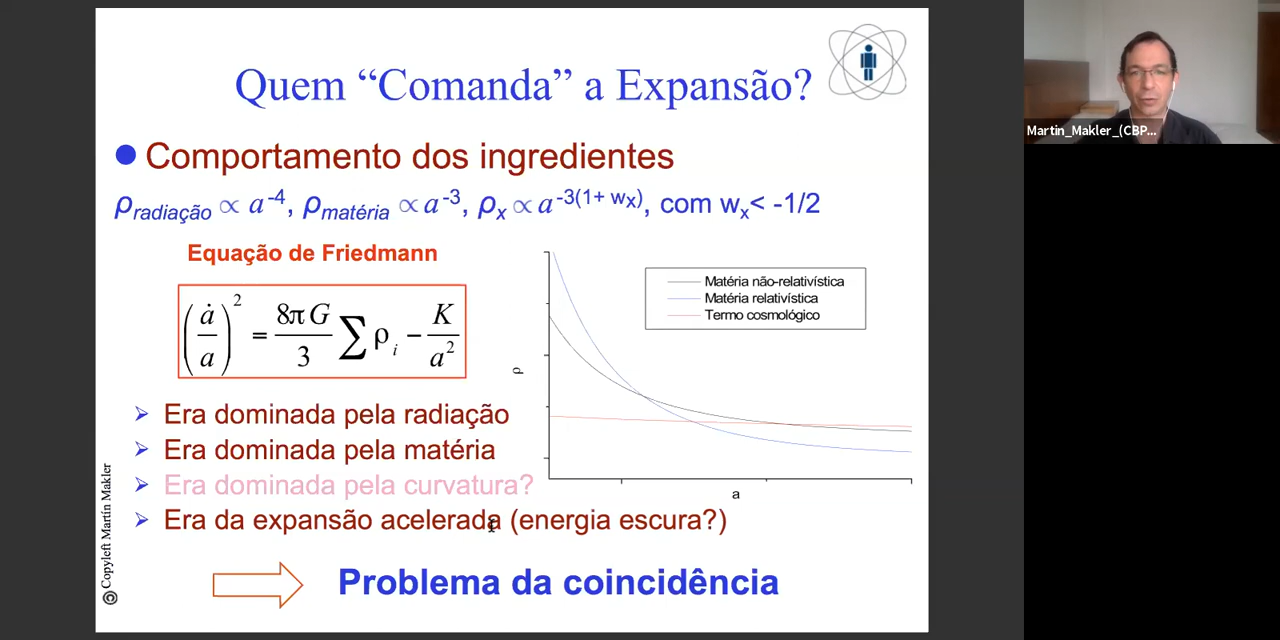 Quem “Comanda” a Expansão?
Comportamento dos ingredientes
ρradiação ∝ a-4, ρmatéria ∝ a-3, ρx ∝ a-3(1+ wx), com wx< -1/2
Equação de Friedmann
(ȧ/a)2 = 8πG/3 ∑ ρi − K/a2
Matéria não-relativística
Matéria relativística
Termo cosmológico
ρ
a
Era dominada pela radiação
Era dominada pela matéria
Era dominada pela curvatura?
Era da expansão acelerada (energia escura?)
Problema da coincidência
© Copyleft Martín Makler
Martin_Makler_(CBP...